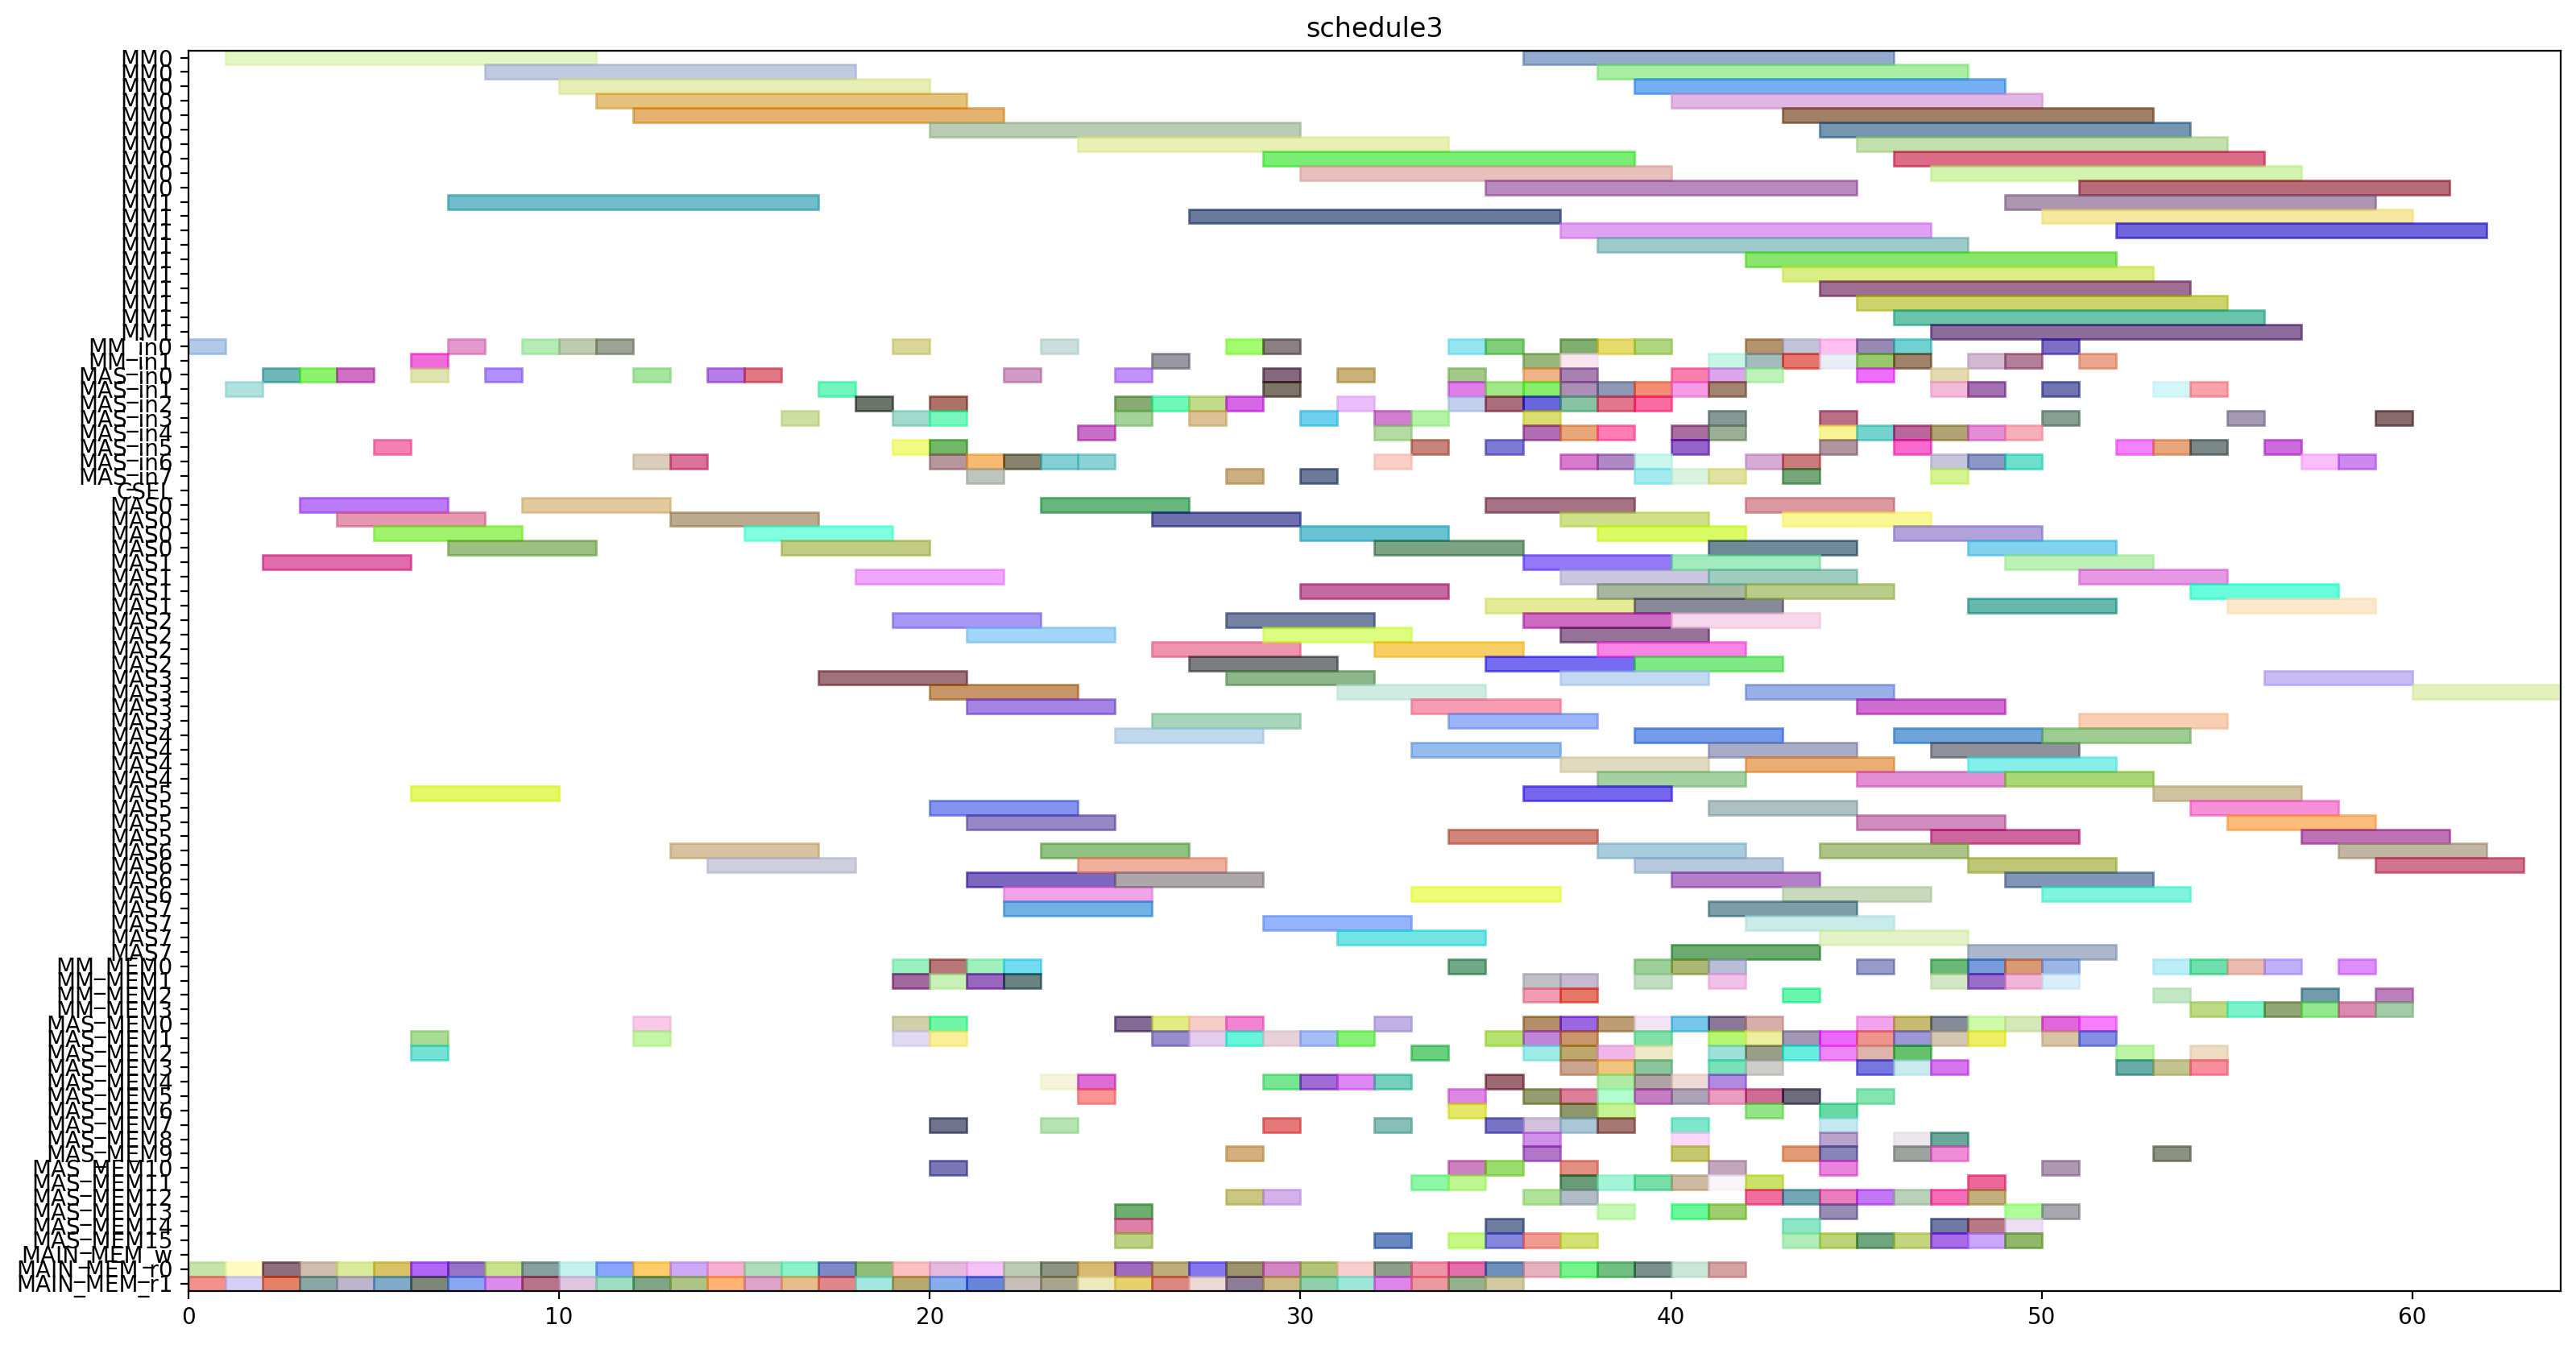 schedule3
MM0
MM0
MM0
MM0
MM0
MM0
MM0
MM0
MM0
MM0
MM1
MM1
MM1
MM1
MM1
MM1
MM1
MM1
MM1
MM1
MM_in0
MM_in1
MAS_in0
MAS_in1
MAS_in2
MAS_in3
MAS_in4
MAS_in5
MAS_in6
MAS_in7
CSEL
MAS0
MAS0
MAS0
MAS0
MAS1
MAS1
MAS1
MAS1
MAS2
MAS2
MAS2
MAS2
MAS3
MAS3
MAS3
MAS3
MAS4
MAS4
MAS4
MAS4
MAS5
MAS5
MAS5
MAS5
MAS6
MAS6
MAS6
MAS6
MAS7
MAS7
MAS7
MAS7
MM_MEM0
MM_MEM1
MM_MEM2
MM_MEM3
MAS_MEM0
MAS_MEM1
MAS_MEM2
MAS_MEM3
MAS_MEM4
MAS_MEM5
MAS_MEM6
MAS_MEM7
MAS_MEM8
MAS_MEM9
MAS_MEM10
MAS_MEM11
MAS_MEM12
MAS_MEM13
MAS_MEM14
MAS_MEM15
MAIN_MEM_w
MAIN_MEM_r0
MAIN_MEM_r1
0 10 20 30 40 50 60